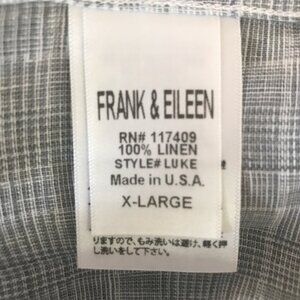 FRANK & EILEEN
RN# 117409
100% LINEN
STYLE# LUKE
Made in U.S.A.
X-LARGE
りますので、もみ洗いは避け、軽く押
し洗いをして下さい。